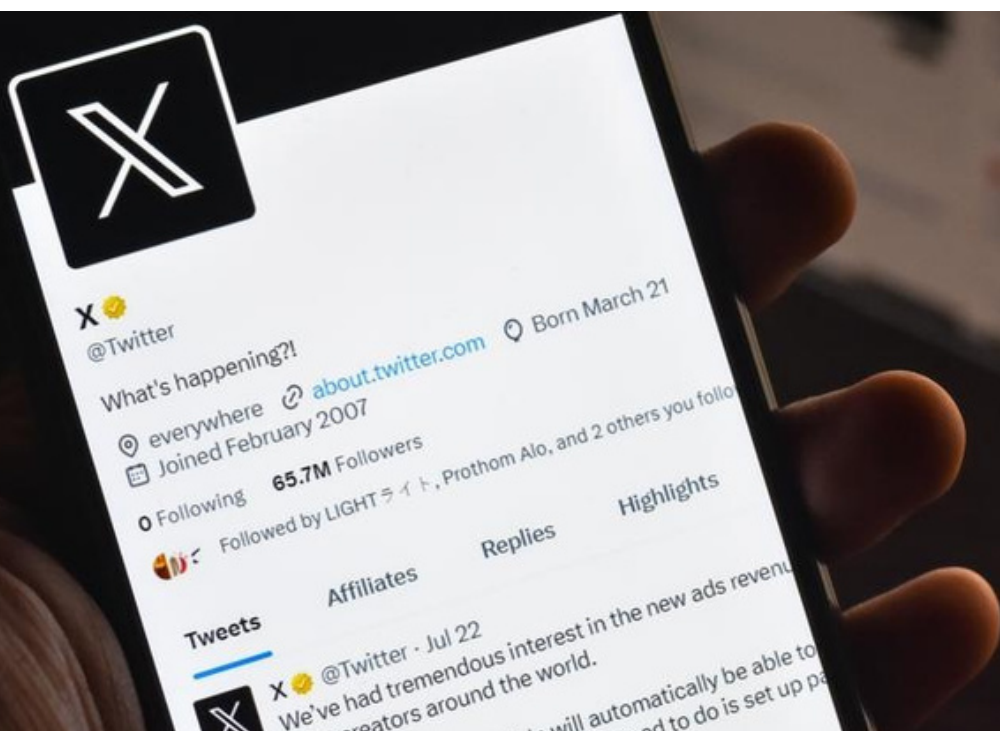 X
X
@Twitter
What's happening?!
everywhere about.twitter.com Born March 21
Joined February 2007
0 Following 65.7M Followers
Followed by LIGHTライト, Prothom Alo, and 2 others you follo
Tweets Affiliates Replies Highlights
X @Twitter · Jul 22
We've had tremendous interest in the new ads revenu
creators around the world.
will automatically be able to
to do is set up pa